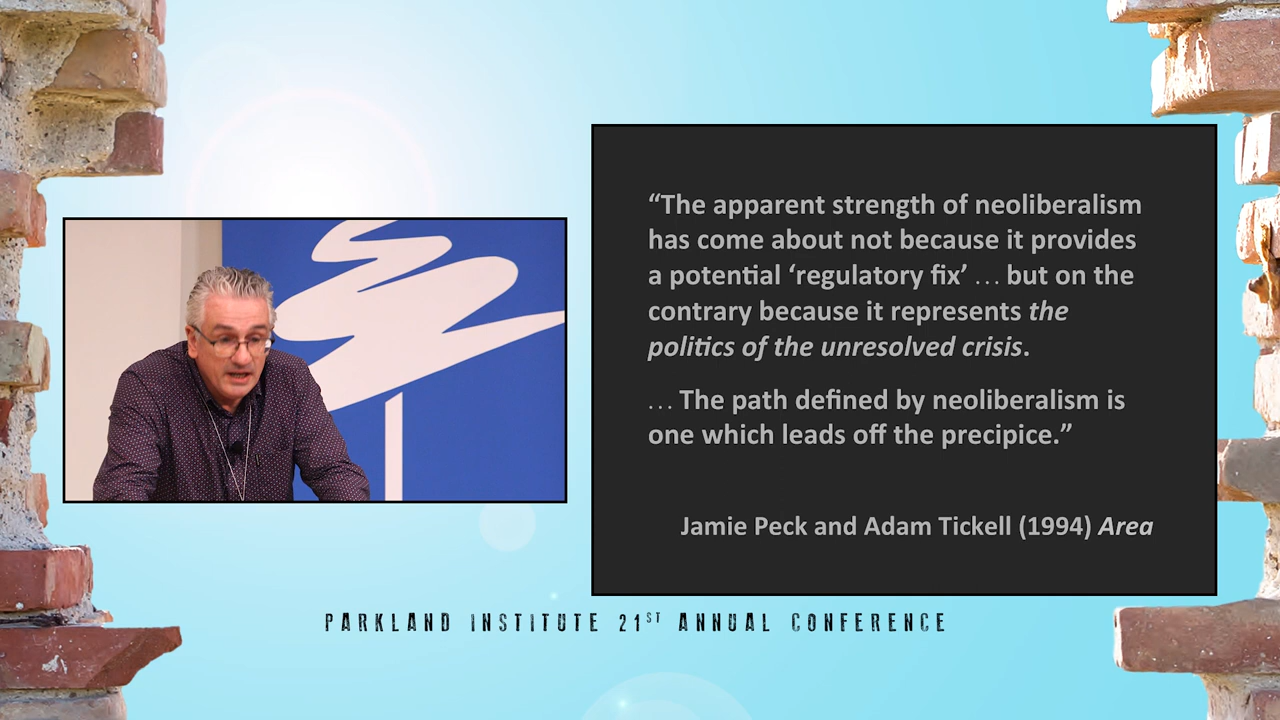 “The apparent strength of neoliberalism
has come about not because it provides
a potential ‘regulatory fix’ … but on the
contrary because it represents the
politics of the unresolved crisis.
… The path defined by neoliberalism is
one which leads off the precipice.”
Jamie Peck and Adam Tickell (1994) Area
PARKLAND INSTITUTE 21ST ANNUAL CONFERENCE